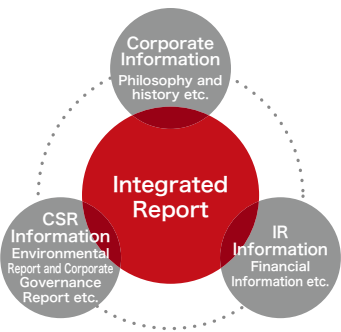 Corporate
Information
Philosophy and
history etc.
Integrated
Report
CSR
Information
Environmental
Report and Corporate
Governance
Report etc.
IR
Information
Financial
Information etc.